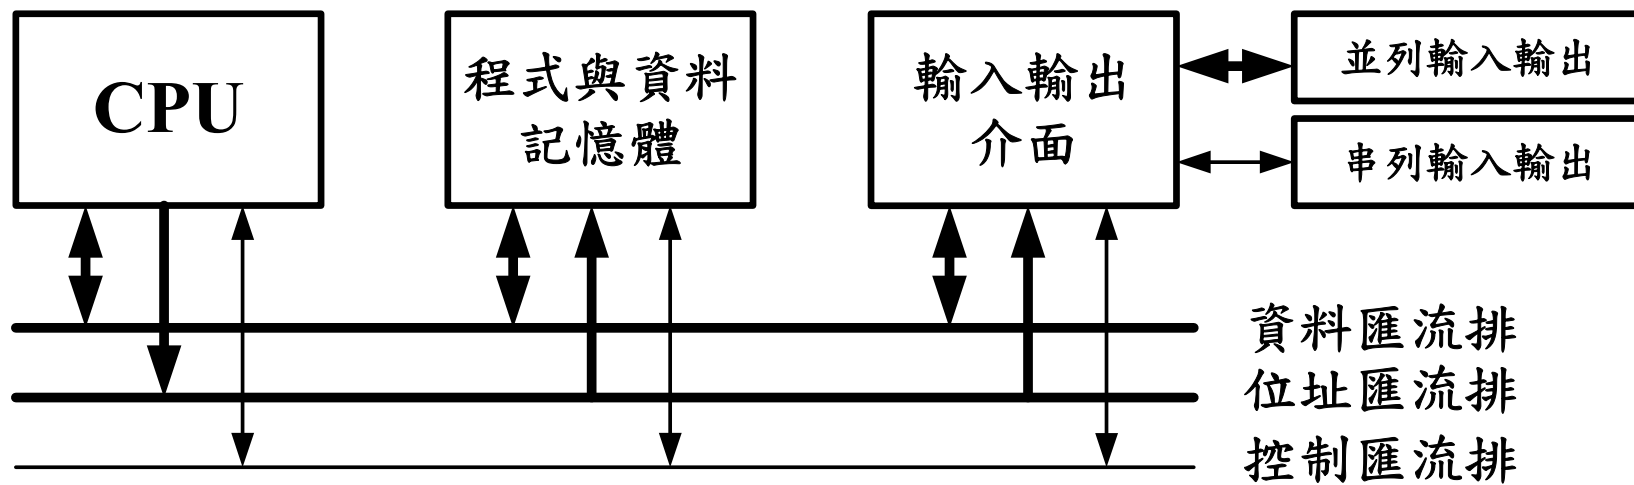 CPU
程式與資料
記憶體
輸入輸出
介面
並列輸入輸出
串列輸入輸出
資料匯流排
位址匯流排
控制匯流排